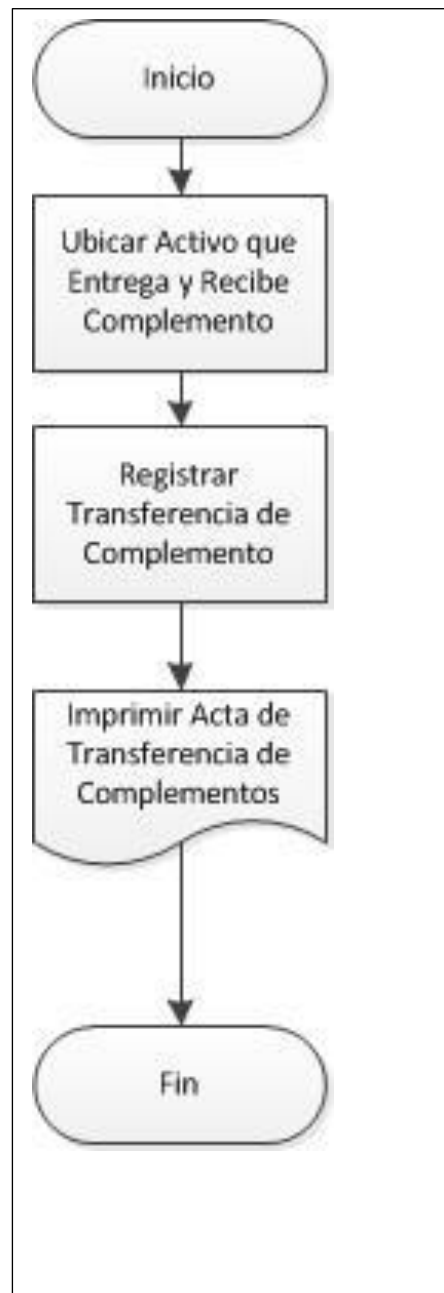 Inicio
Ubicar Activo que
Entrega y Recibe
Complemento
Registrar
Transferencia de
Complemento
Imprimir Acta de
Transferencia de
Complementos
Fin